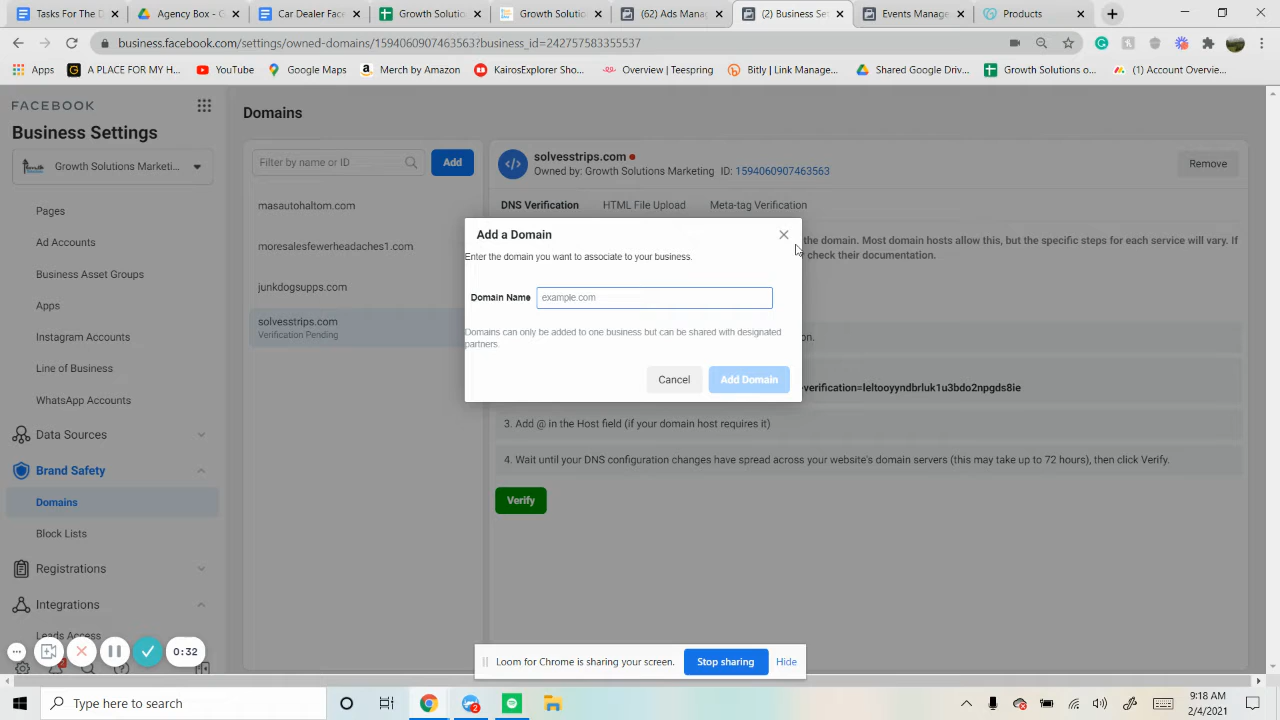 Tasks For D
Agency Box - G
Car Dealer Face
Growth Solution
Growth Solution
(62) Ads Mana
(2) Business Se
Events Manage
Products
business.facebook.com/settings/owned-domains/1594060907463563?business_id=242757583355537
Apps
A PLACE FOR MY H...
YouTube
Google Maps
Merch by Amazon
KairosExplorer Sho...
Overview | Teespring
Bitly | Link Manage...
Shared Google Driv...
Growth Solutions o...
(1) Account Overvie...
FACEBOOK
Business Settings
Growth Solutions Marketi...
Pages
Ad Accounts
Business Asset Groups
Apps
Instagram Accounts
Line of Business
WhatsApp Accounts
Data Sources
Brand Safety
Domains
Block Lists
Registrations
Integrations
Leads Access
Domains
Filter by name or ID
Add
masautohaltom.com
moresalesfewerheadaches1.com
junkdogsupps.com
solvesstrips.com
Verification Pending
solvesstrips.com
Owned by: Growth Solutions Marketing ID: 1594060907463563
Remove
DNS Verification
HTML File Upload
Meta-tag Verification
the domain. Most domain hosts allow this, but the specific steps for each service will vary. If
check their documentation.
on.
verification=leltooyyndbrluk1u3bdo2npgds8ie
3. Add @ in the Host field (if your domain host requires it)
4. Wait until your DNS configuration changes have spread across your website's domain servers (this may take up to 72 hours), then click Verify.
Verify
Add a Domain
Enter the domain you want to associate to your business.
Domain Name
example.com
Domains can only be added to one business but can be shared with designated
partners.
Cancel
Add Domain
0:32
Loom for Chrome is sharing your screen.
Stop sharing
Hide
Type here to search
2
9:18 AM
2/4/2021